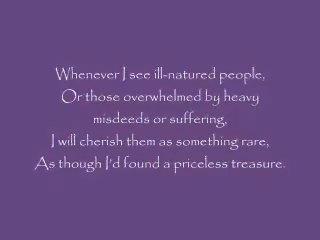 Whenever I see ill-natured people,
Or those overwhelmed by heavy
misdeeds or suffering,
I will cherish them as something rare,
As though I'd found a priceless treasure.